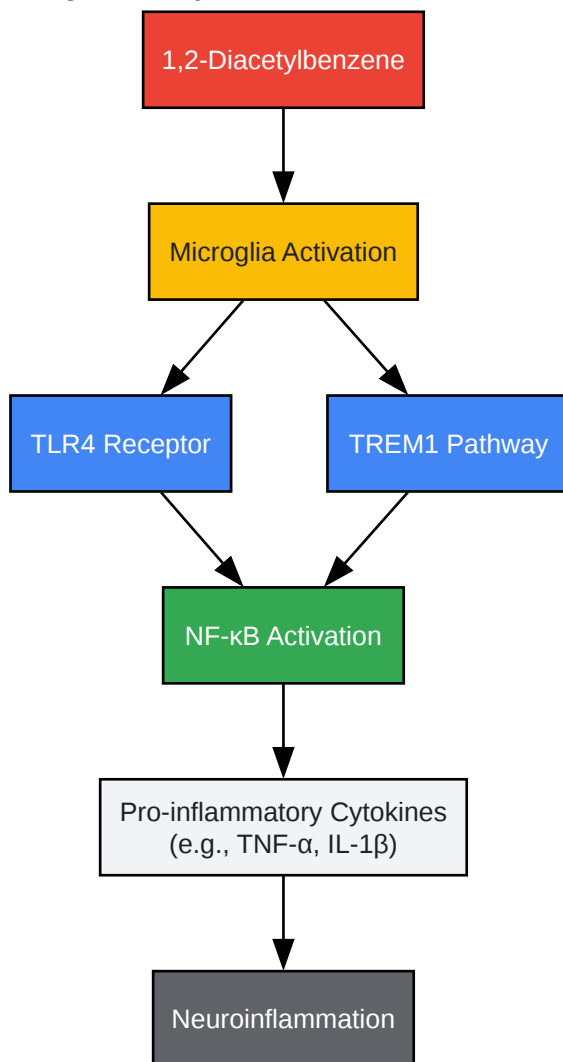 1,2-Diacetylbenzene
Microglia Activation
TLR4 Receptor
TREM1 Pathway
NF-κB Activation
Pro-inflammatory Cytokines
(e.g., TNF-α, IL-1β)
Neuroinflammation